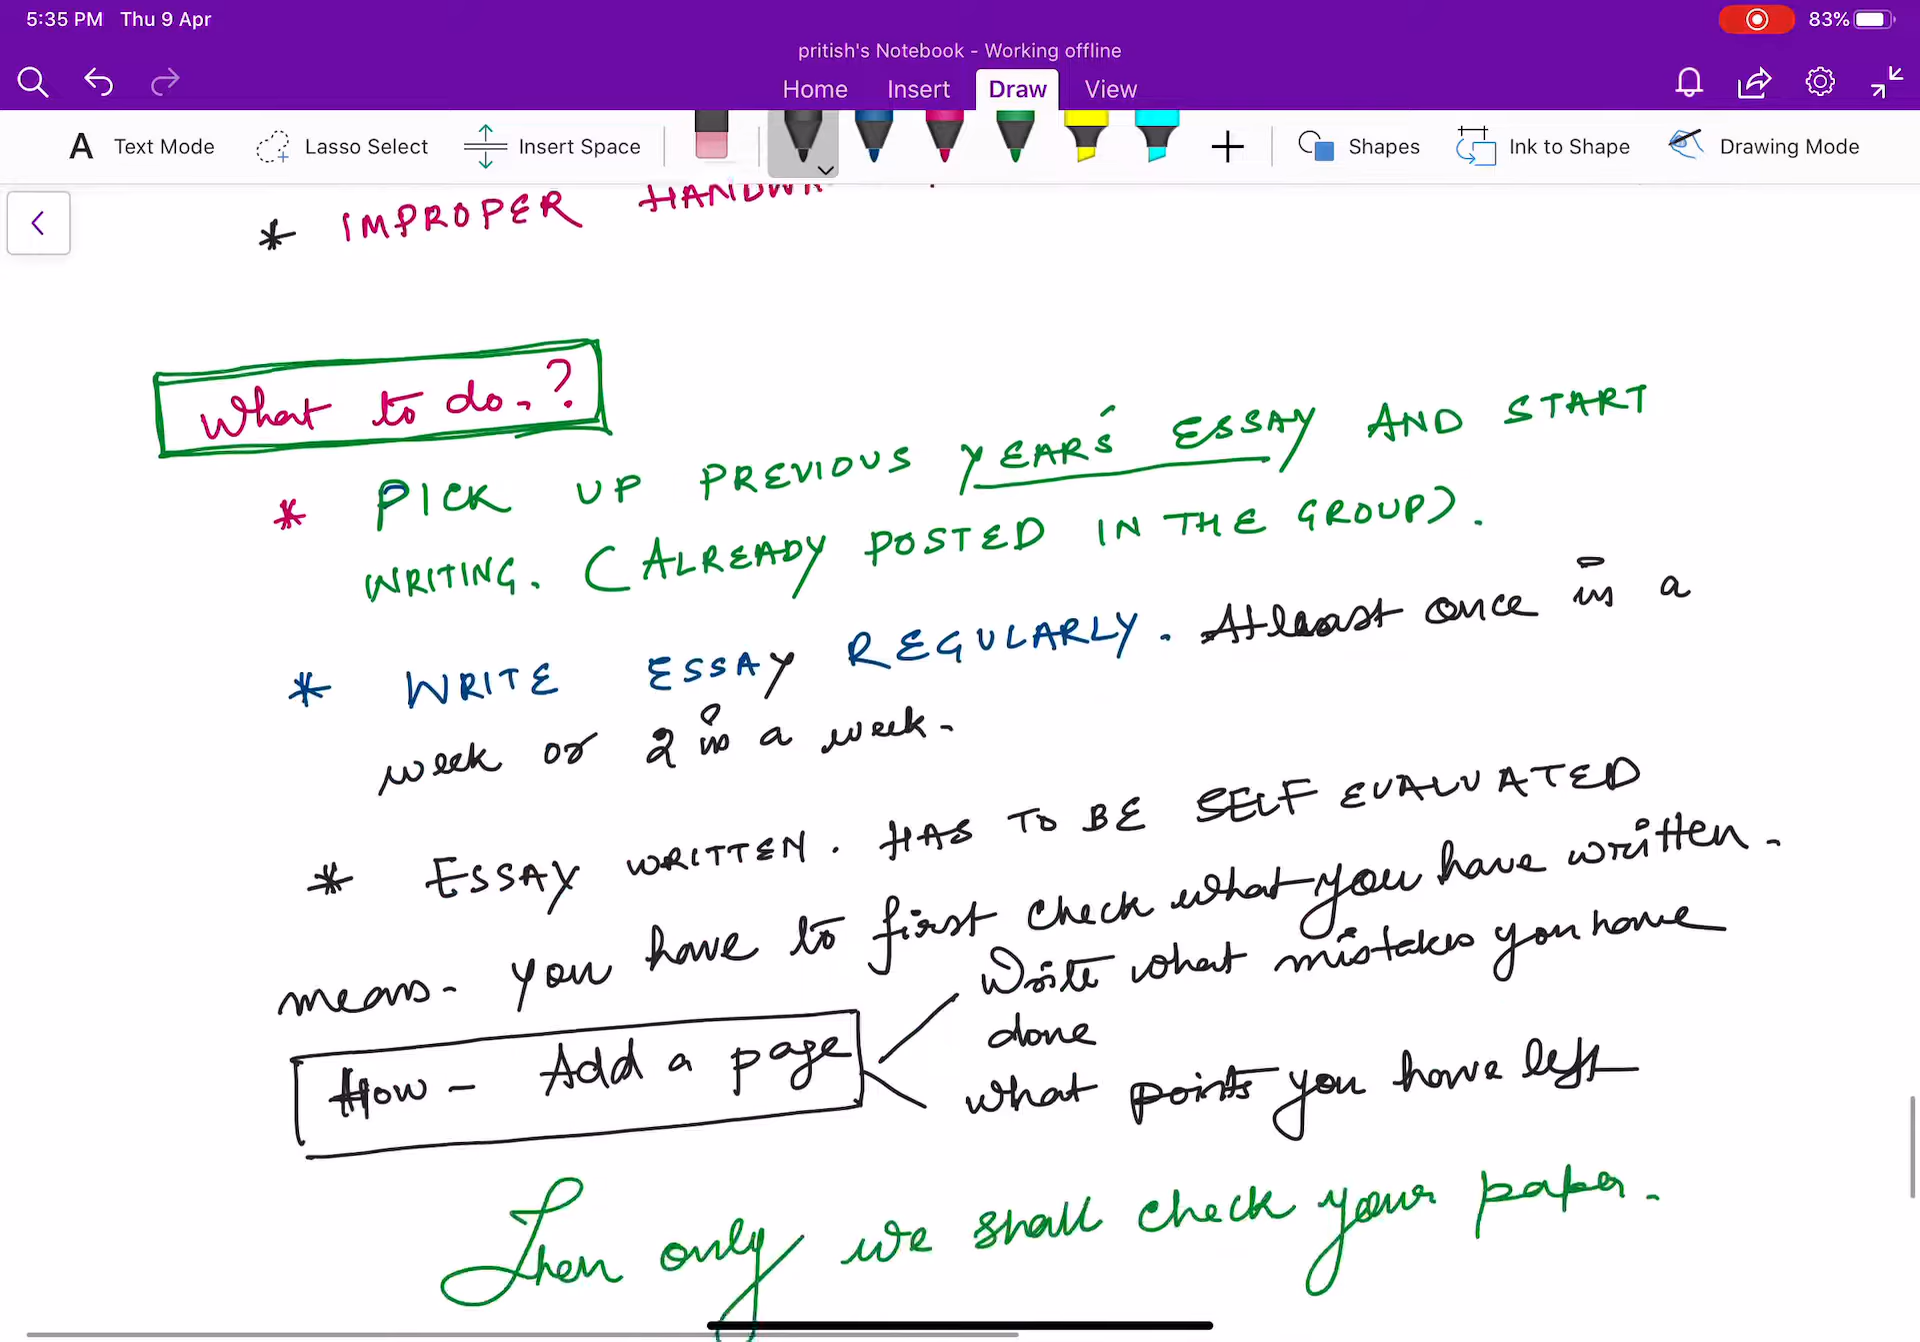 5:35 PM Thu 9 Apr
83%
pritish's Notebook - Working offline
Home Insert Draw View
A Text Mode Lasso Select Insert Space Shapes Ink to Shape Drawing Mode
* IMPROPER
What to do.?
* PICK UP PREVIOUS YEAR'S ESSAY AND START
WRITING. (ALREADY POSTED IN THE GROUP).
* WRITE ESSAY REGULARLY. Atleast once in a
week or 2 in a week.
* ESSAY WRITTEN. HAS TO BE SELF EVALUATED
means- you have to first check what you have written.
How - Add a page
Write what mistakes you have
done
what points you have left
Then only we shall check your paper.